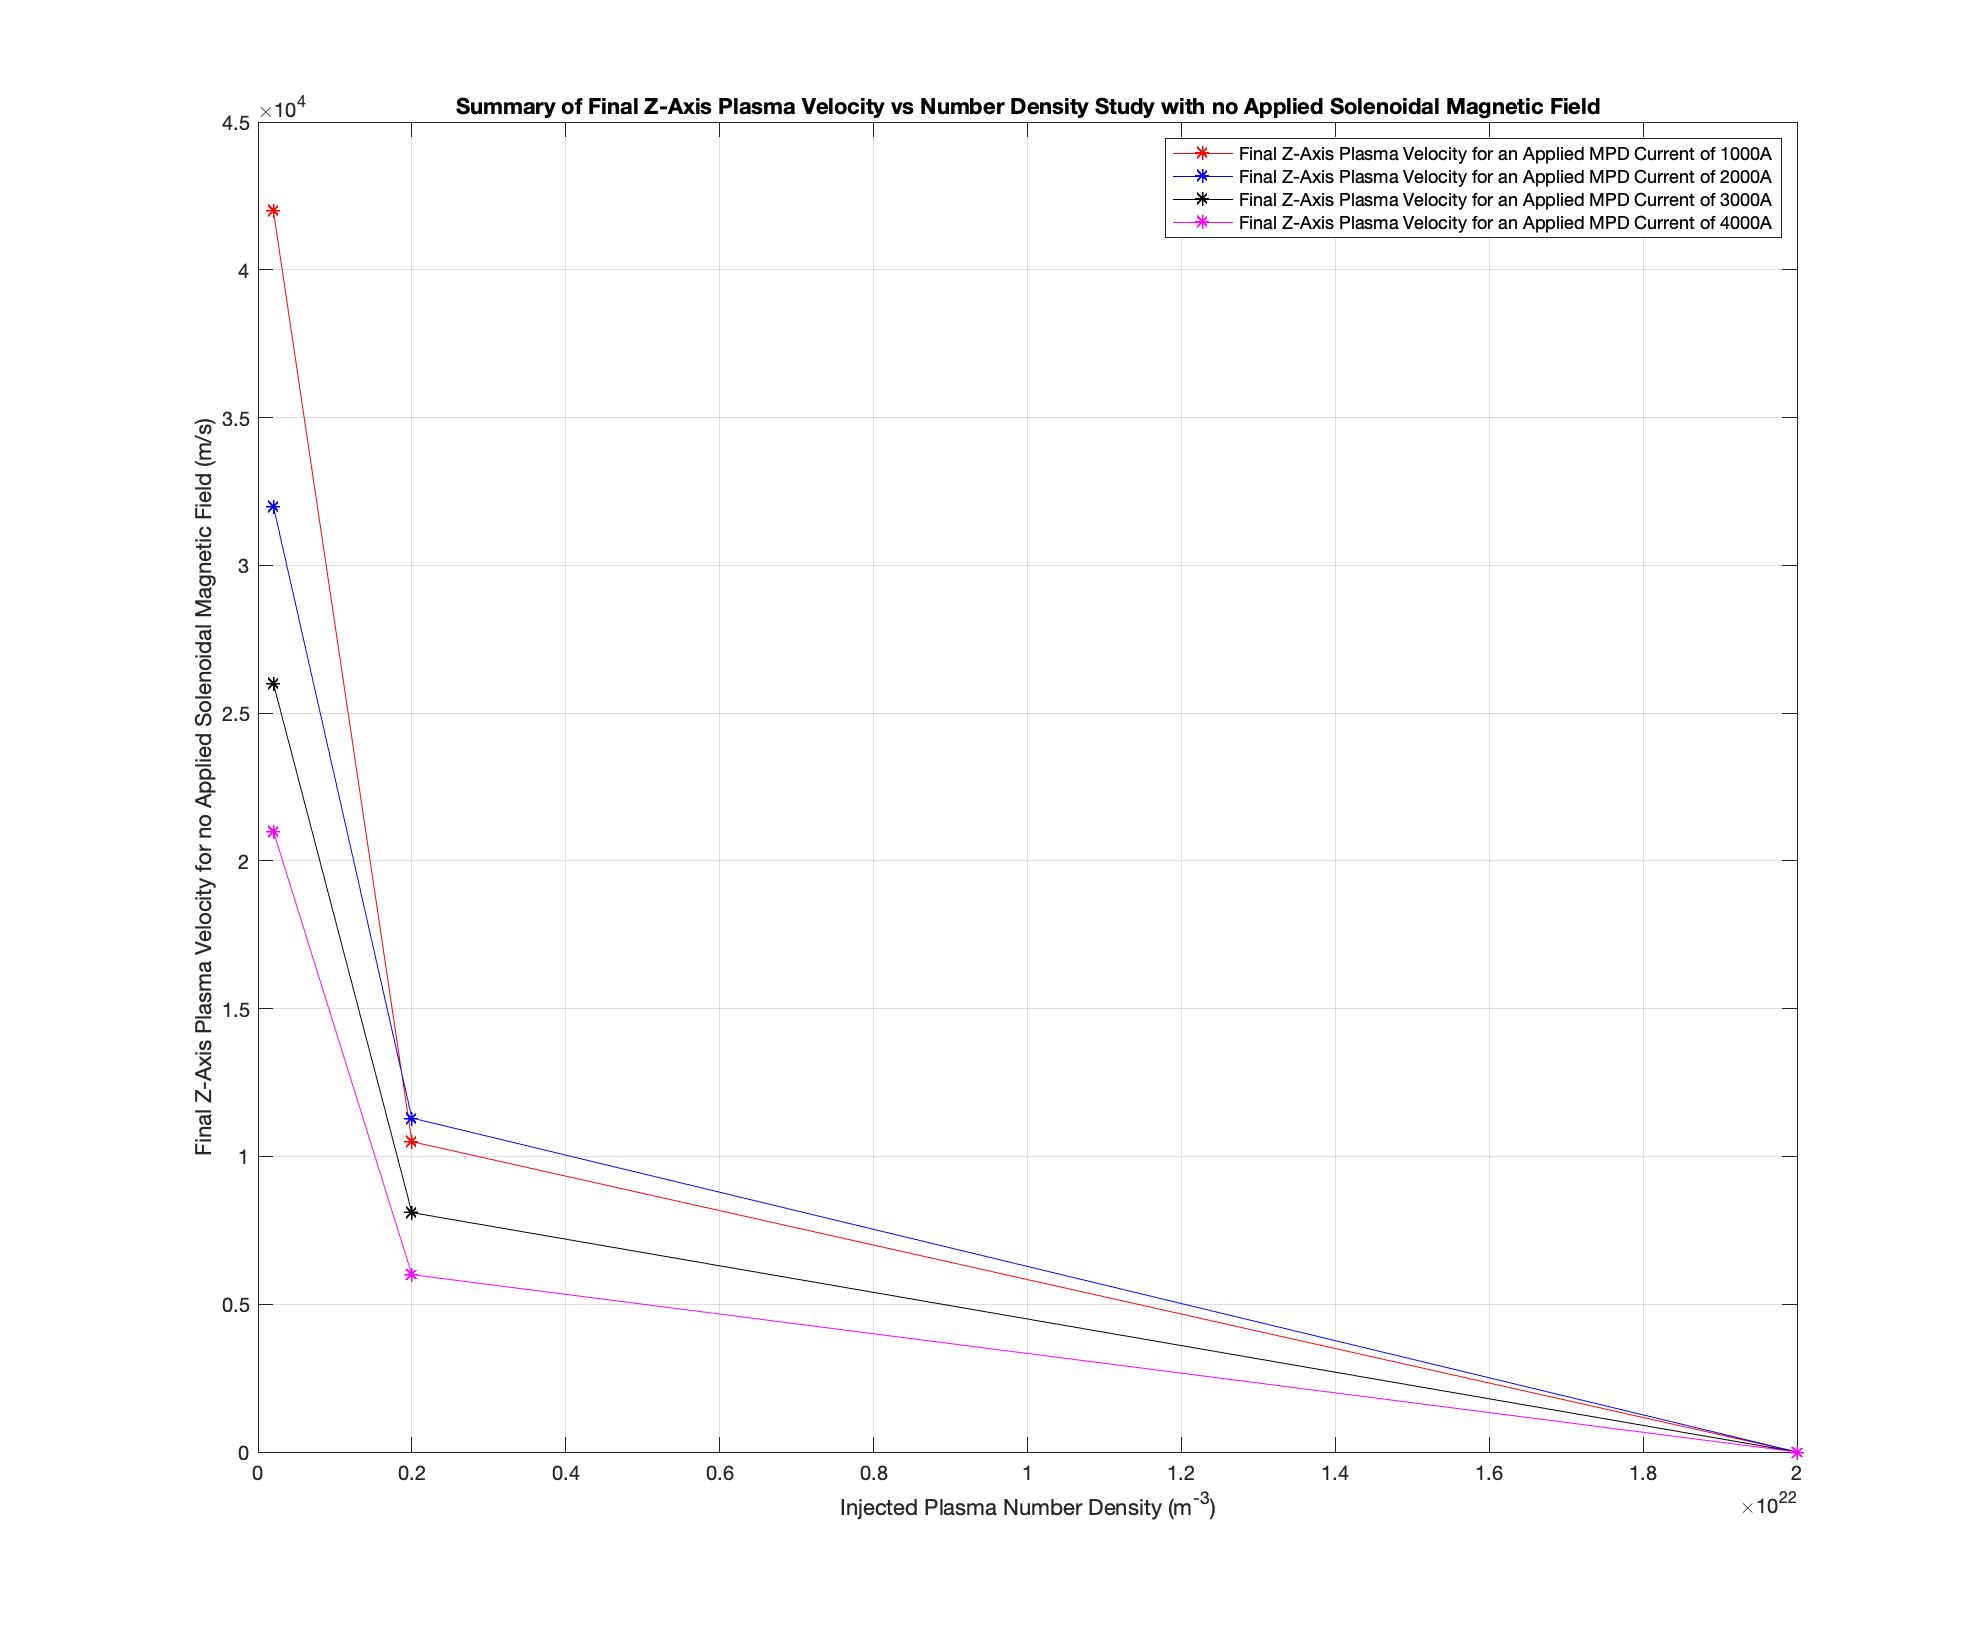 Summary of Final Z-Axis Plasma Velocity vs Number Density Study with no Applied Solenoidal Magnetic Field
×10⁴
4.5
4
3.5
3
2.5
2
1.5
1
0.5
0
Final Z-Axis Plasma Velocity for no Applied Solenoidal Magnetic Field (m/s)
Final Z-Axis Plasma Velocity for an Applied MPD Current of 1000A
Final Z-Axis Plasma Velocity for an Applied MPD Current of 2000A
Final Z-Axis Plasma Velocity for an Applied MPD Current of 3000A
Final Z-Axis Plasma Velocity for an Applied MPD Current of 4000A
0 0.2 0.4 0.6 0.8 1 1.2 1.4 1.6 1.8 2
Injected Plasma Number Density (m⁻³)
×10²²